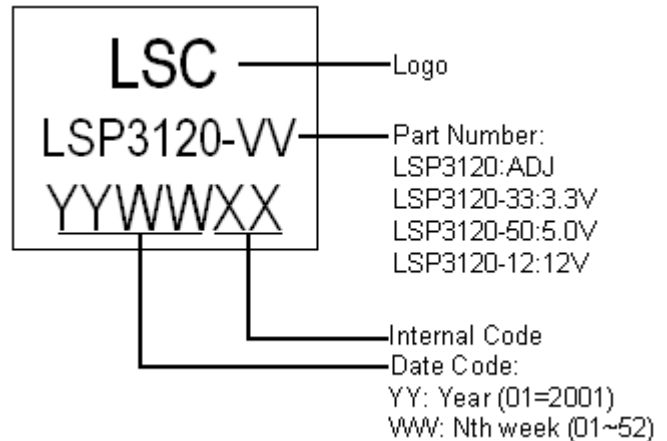 LSC
Logo
LSP3120-VV
Part Number:
LSP3120:ADJ
LSP3120-33:3.3V
LSP3120-50:5.0V
LSP3120-12:12V
YYWWXX
Internal Code
Date Code:
YY: Year (01=2001)
WW: Nth week (01~52)